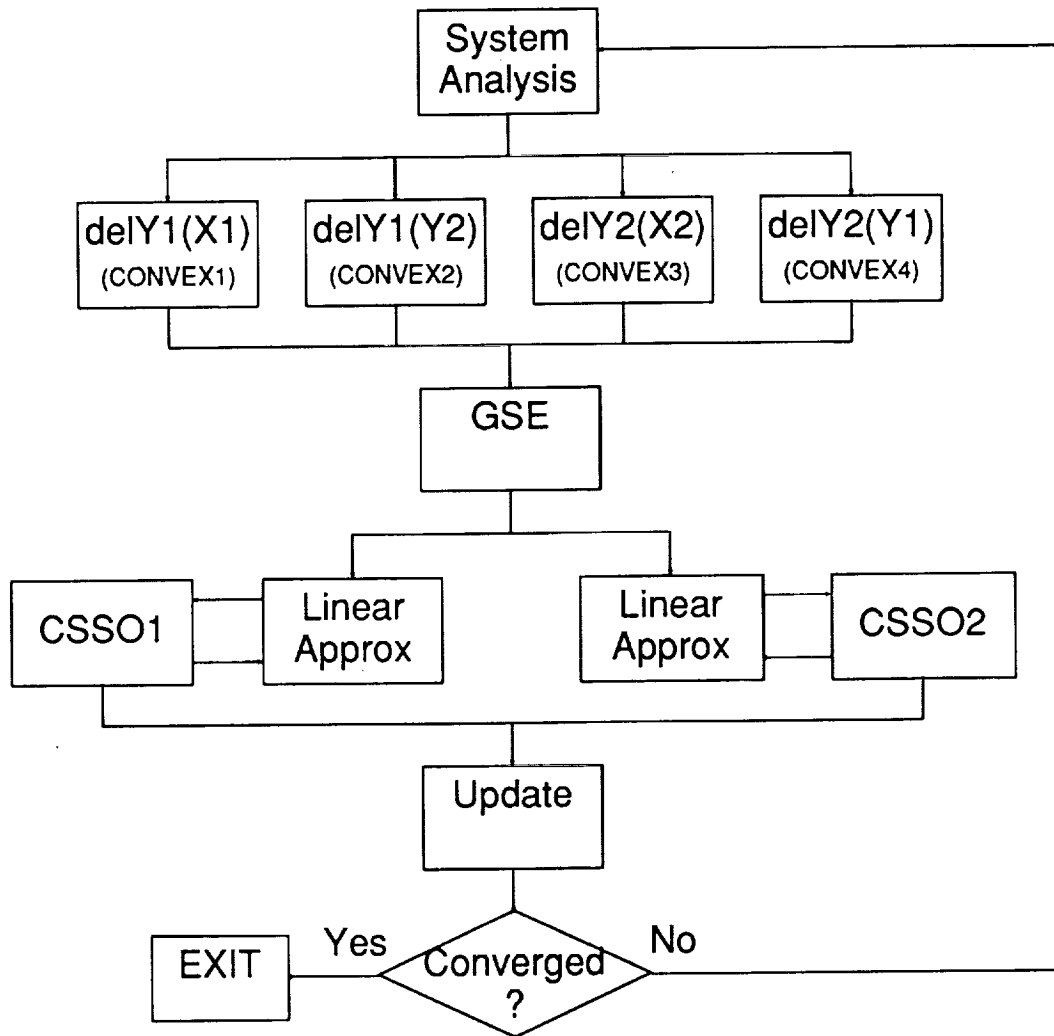 System
Analysis
delY1(X1)
(CONVEX1)
delY1(Y2)
(CONVEX2)
delY2(X2)
(CONVEX3)
delY2(Y1)
(CONVEX4)
GSE
CSSO1
Linear
Approx
Linear
Approx
CSSO2
Update
EXIT
Yes
Converged
?
No